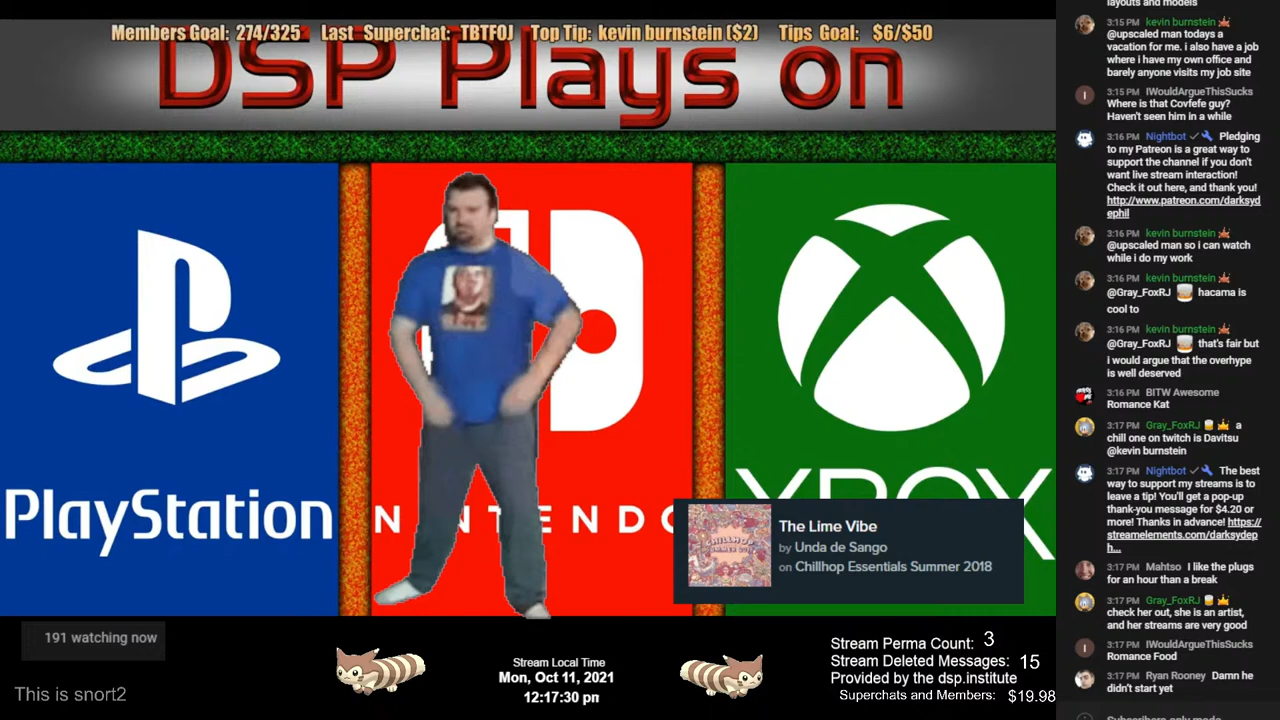 Members Goal: 274/325 Last Superchat: TBTFOJ Top Tip: kevin burnstein ($2) Tips Goal: $6/$50
DSP Plays on
PlayStation
NINTENDO
XBOX
The Lime Vibe
by Unda de Sango
on Chillhop Essentials Summer 2018
191 watching now
This is snort2
Stream Local Time
Mon, Oct 11, 2021
12:17:30 pn
Stream Perma Count: 3
Stream Deleted Messages: 15
Provided by the dsp.institute
Superchats and Members: $19.98
layouts and models
3:15 PM kevin burnstein
@upscaled man todays a
vacation for me. i also have a job
where i have my own office and
barely anyone visits my job site
3:15 PM IWouldArgueThisSucks
Where is that Covfefe guy?
Haven't seen him in a while
3:16 PM Nightbot Pledging
to my Patreon is a great way to
support the channel if you don't
want live stream interaction!
Check it out here, and thank you!
http://www.patreon.com/darksyd
ephil
3:16 PM kevin burnstein
@upscaled man so i can watch
while i do my work
3:16 PM kevin burnstein
@Gray_FoxRJ hacama is
cool to
3:16 PM kevin burnstein
@Gray_FoxRJ that's fair but
i would argue that the overhype
is well deserved
3:16 PM BITW Awesome
Romance Kat
3:17 PM Gray_FoxRJ a
chill one on twitch is Davitsu
@kevin burnstein
3:17 PM Nightbot The best
way to support my streams is to
leave a tip! You'll get a pop-up
thank-you message for $4.20 or
more! Thanks in advance! https://
streamelements.com/darksydep
h...
3:17 PM Mahtso I like the plugs
for an hour than a break
3:17 PM Gray_FoxRJ
check her out, she is an artist,
and her streams are very good
3:17 PM IWouldArgueThisSucks
Romance Food
3:17 PM Ryan Rooney Damn he
didn't start yet
Subscribers-only mode